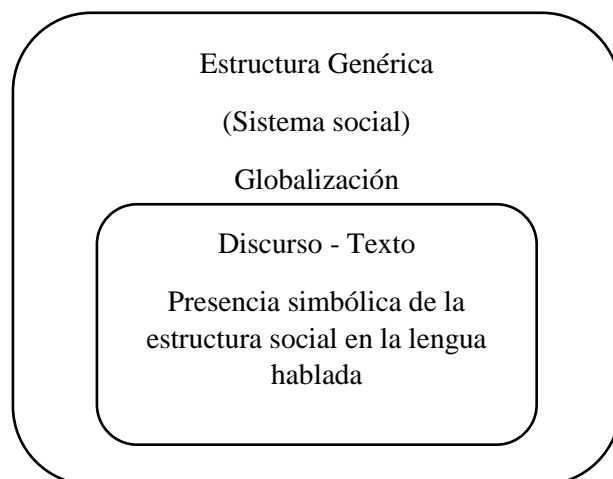 Estructura Genérica
(Sistema social)
Globalización
Discurso - Texto
Presencia simbólica de la
estructura social en la lengua
hablada